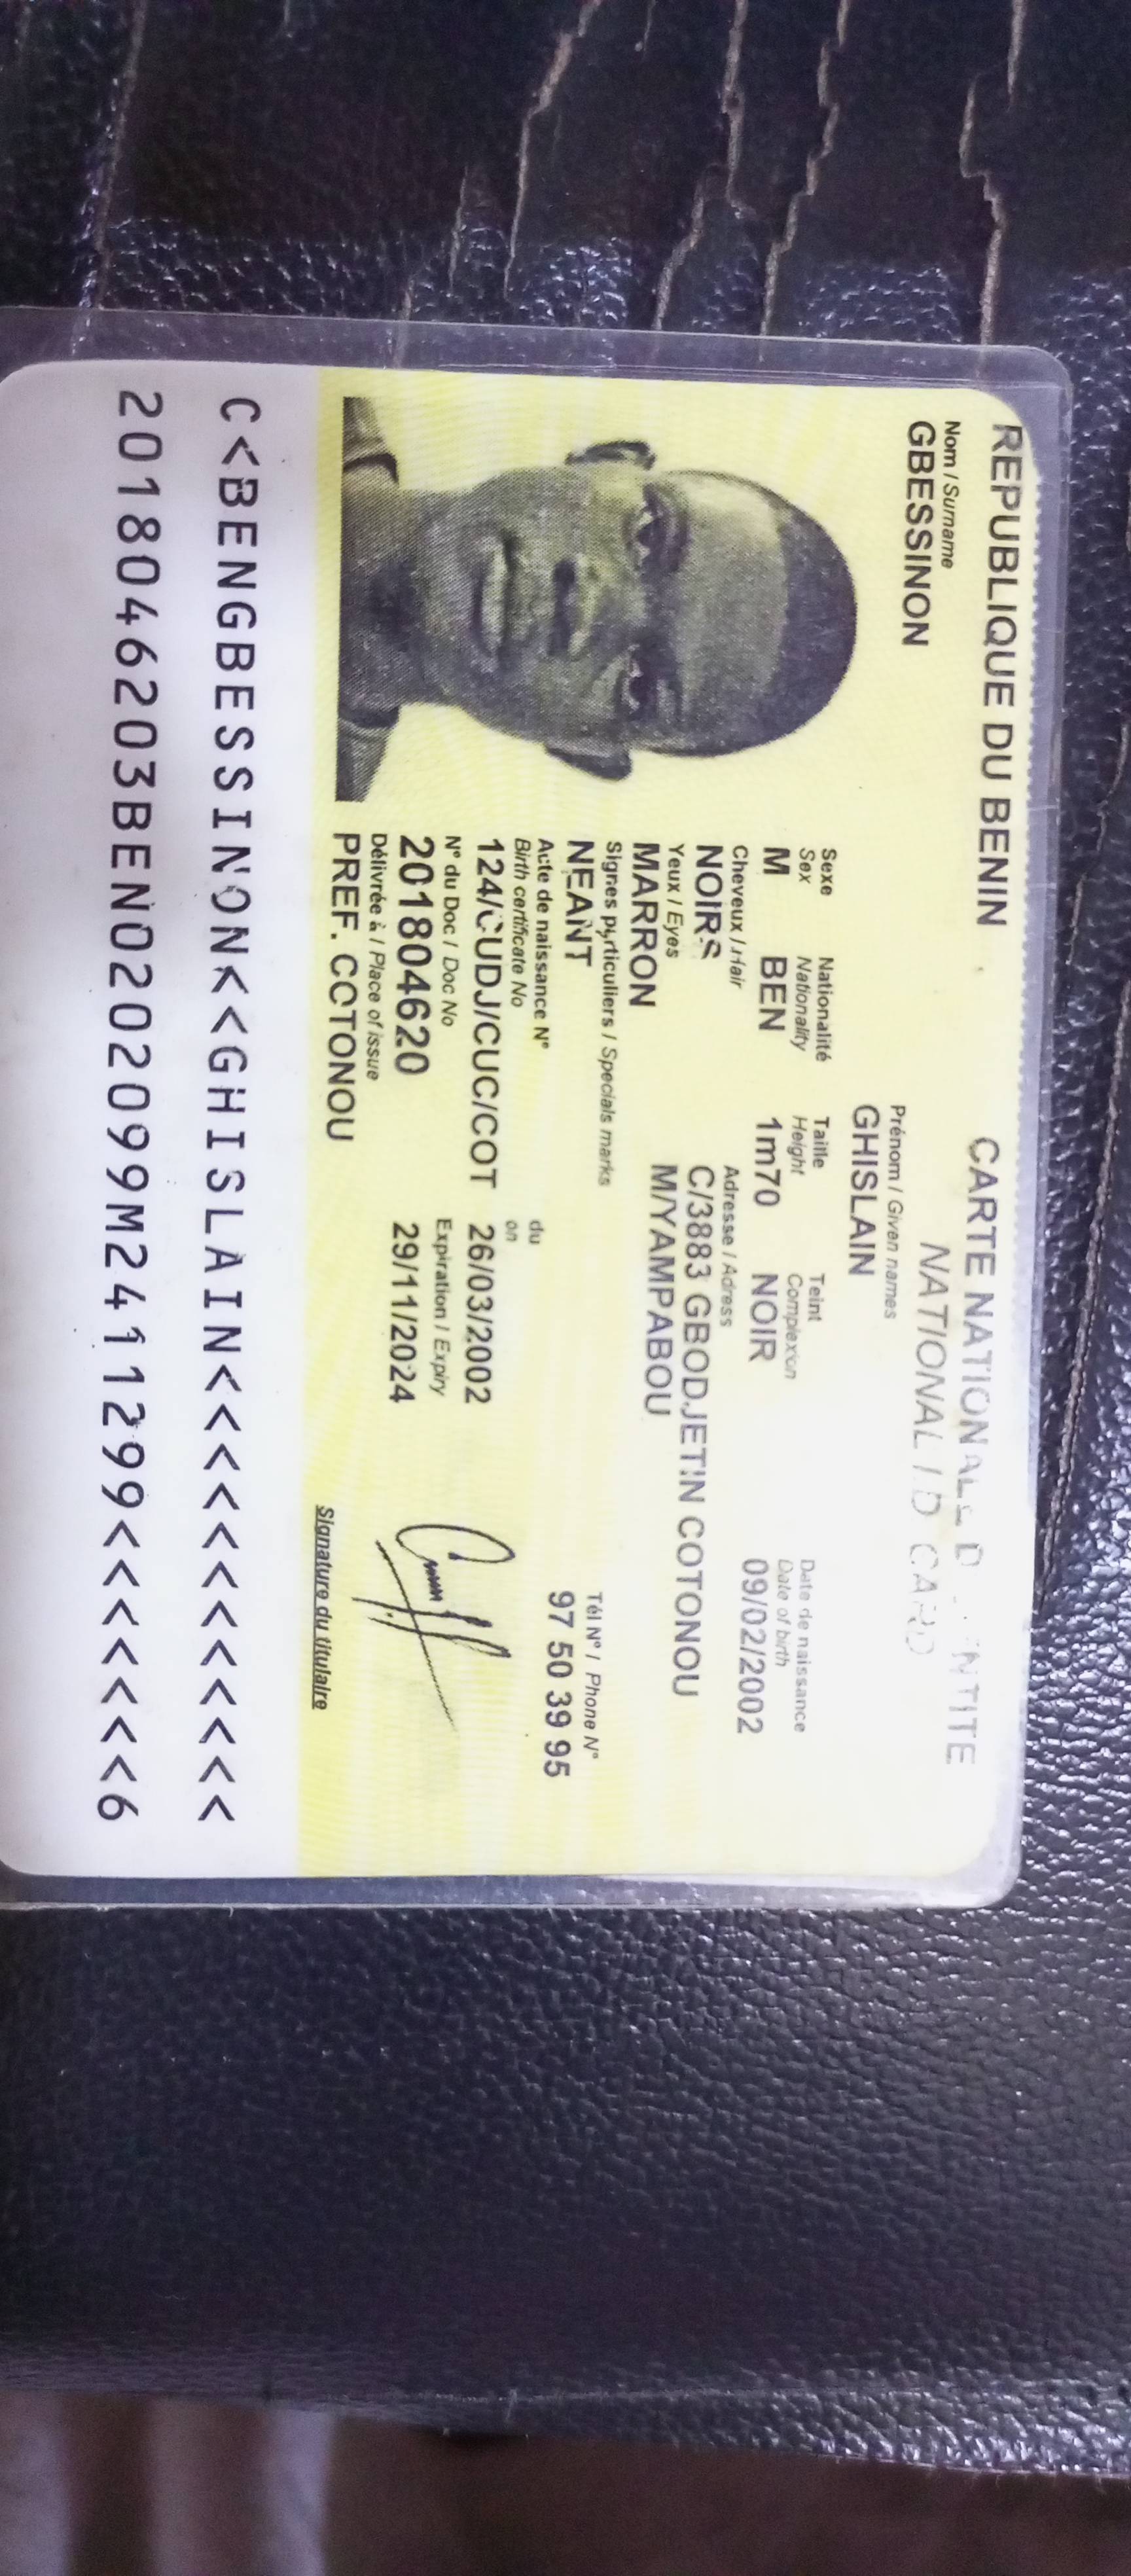 REPUBLIQUE DU BENIN
CARTE NATIONALE D NTITE
NATIONAL I.D CARD
Nom / Surname
GBESSINON
Prénom / Given names
GHISLAIN
Sexe
Sex
M
Nationalité
Nationality
BEN
Taille
Height
1m70
Teint
Complexion
NOIR
Date de naissance
Date of birth
09/02/2002
Cheveux / Hair
NOIRS
Adresse / Adress
C/3883 GBODJETIN COTONOU
M/YAMPABOU
Yeux / Eyes
MARRON
Signes particuliers / Specials marks
NEANT
Tél N° / Phone N°
97 50 39 95
Acte de naissance N°
Birth certificate No
124/CUDJ/CUC/COT
du
on
26/03/2002
N° du Doc / Doc No
201804620
Expiration / Expiry
29/11/2024
Délivrée à / Place of issue
PREF. COTONOU
Signature du titulaire
C<BENGBESSINON<<GHISLAIN<<<<<<<<<<<<
2018046203BEN0202099M2411299<<<<<<<6